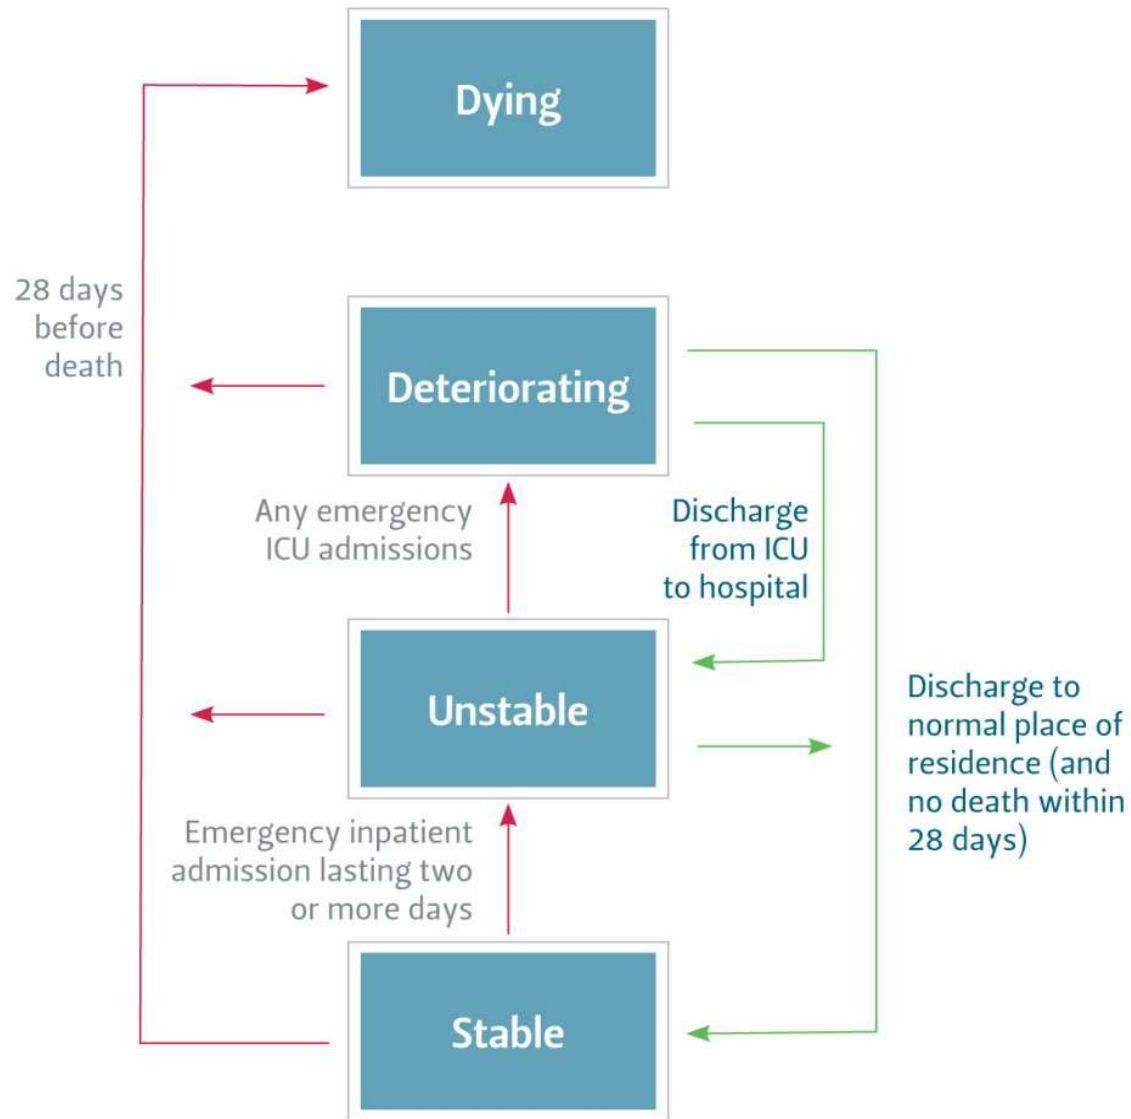 Dying
28 days
before
death
Deteriorating
Any emergency
ICU admissions
Discharge
from ICU
to hospital
Unstable
Discharge to
normal place of
residence (and
no death within
28 days)
Emergency inpatient
admission lasting two
or more days
Stable